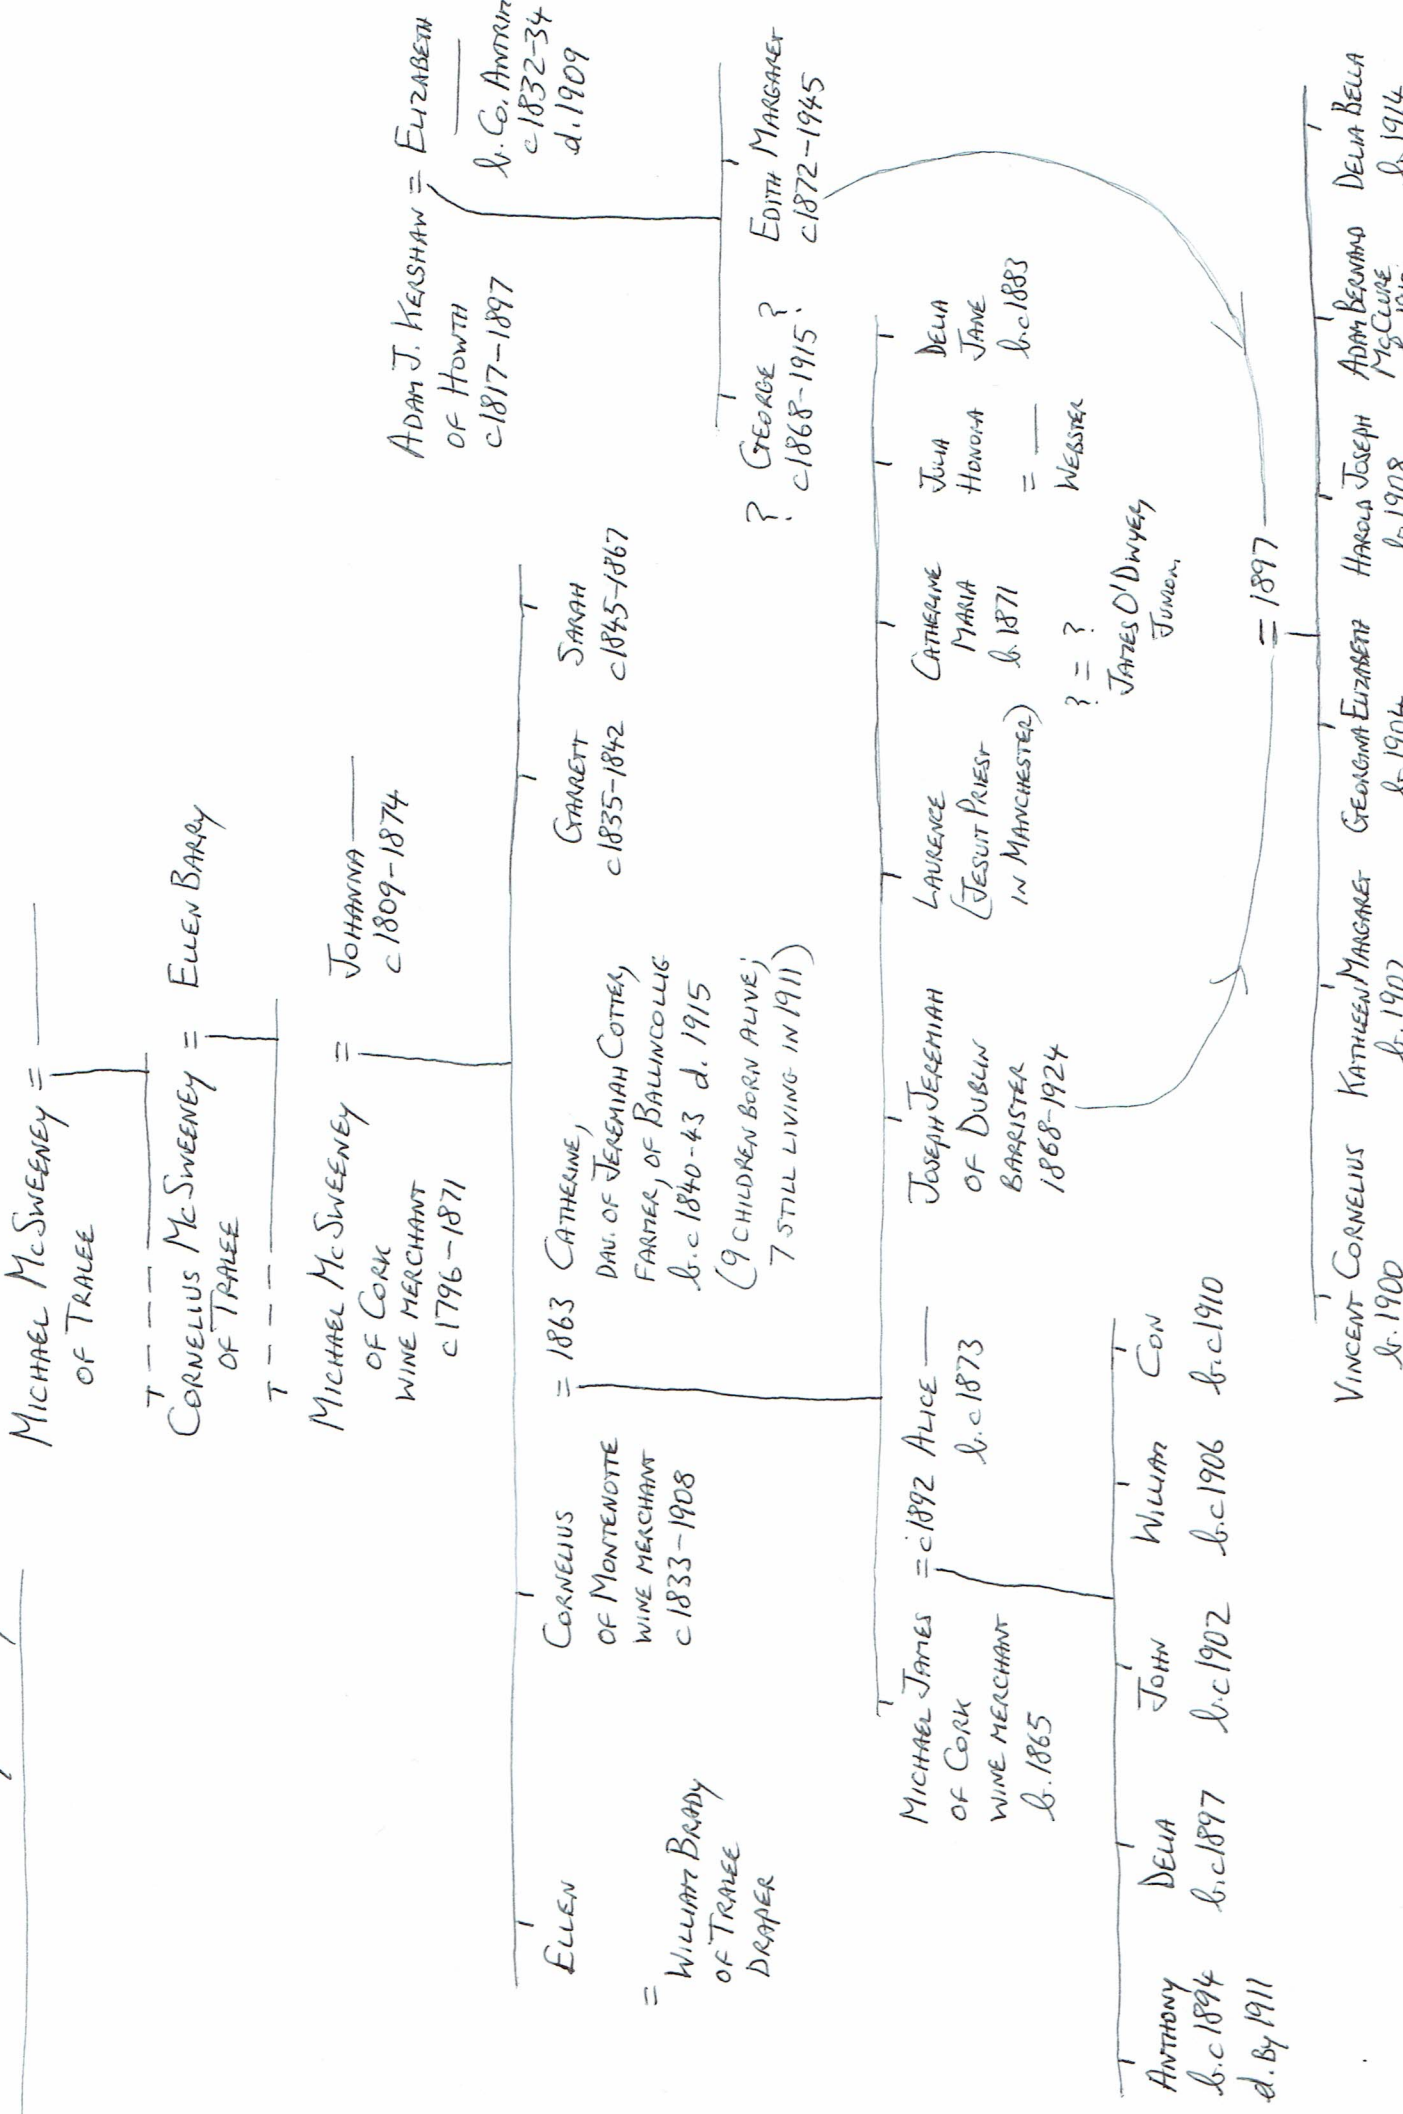 MICHAEL McSWEENEY =
OF TRALEE
CORNELIUS McSWEENEY = ELLEN BARRY
OF TRALEE
MICHAEL McSWEENEY = JOHANNA
OF CORK
WINE MERCHANT
c1796-1871
c1809-1874
ADAM J. KERSHAW = ELIZABETH
OF HOWTH
c1817-1897
b. Co. ANTRIM
c1832-34
d. 1909
ELLEN
= WILLIAM BRADY
OF TRALEE
DRAPER
CORNELIUS
OF MONTENOTTE
WINE MERCHANT
c1833-1908
= 1863 CATHERINE,
DAU. OF JEREMIAH COTTER,
FARMER, OF BALLINCOLLIG
b. c1840-43 d. 1915
(9 CHILDREN BORN ALIVE;
7 STILL LIVING IN 1911)
GARRETT
c1835-1842
SARAH
c1845-1867
? GEORGE ?
c1868-1915?
EDITH MARGARET
c1872-1945
MICHAEL JAMES = c1892 ALICE
OF CORK
WINE MERCHANT
b. 1865
b. c1873
JOSEPH JEREMIAH
OF DUBLIN
BARRISTER
1868-1924
LAURENCE
(JESUIT PRIEST
IN MANCHESTER)
CATHERINE
MARIA
b. 1871
? = ?
JAMES O'DWYER,
JUNIOR,
JULIA
HONORA
=
WEBSTER
DELIA
JANE
b. c1883
= 1897
ANTHONY
b. c1894
d. By 1911
DELIA
b. c1897
JOHN
b. c1902
WILLIAM
b. c1906
CON
b. c1910
VINCENT CORNELIUS
b. 1900
KATHLEEN MARGARET
b. 1902
GEORGINA ELIZABETH
b. 1904
HAROLD JOSEPH
b. 1908
ADAM BERNARD
McCLURE
DELIA BELLA
b. 1914